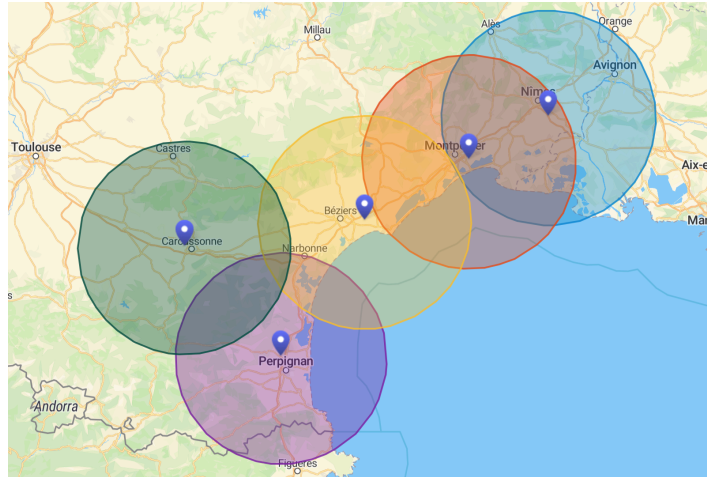 Millau
Alès
Orange
Avignon
Nîmes
Montpellier
Toulouse
Castres
Aix-e
Béziers
Mar
Carcassonne
Narbonne
s
Perpignan
Andorra
Figueres